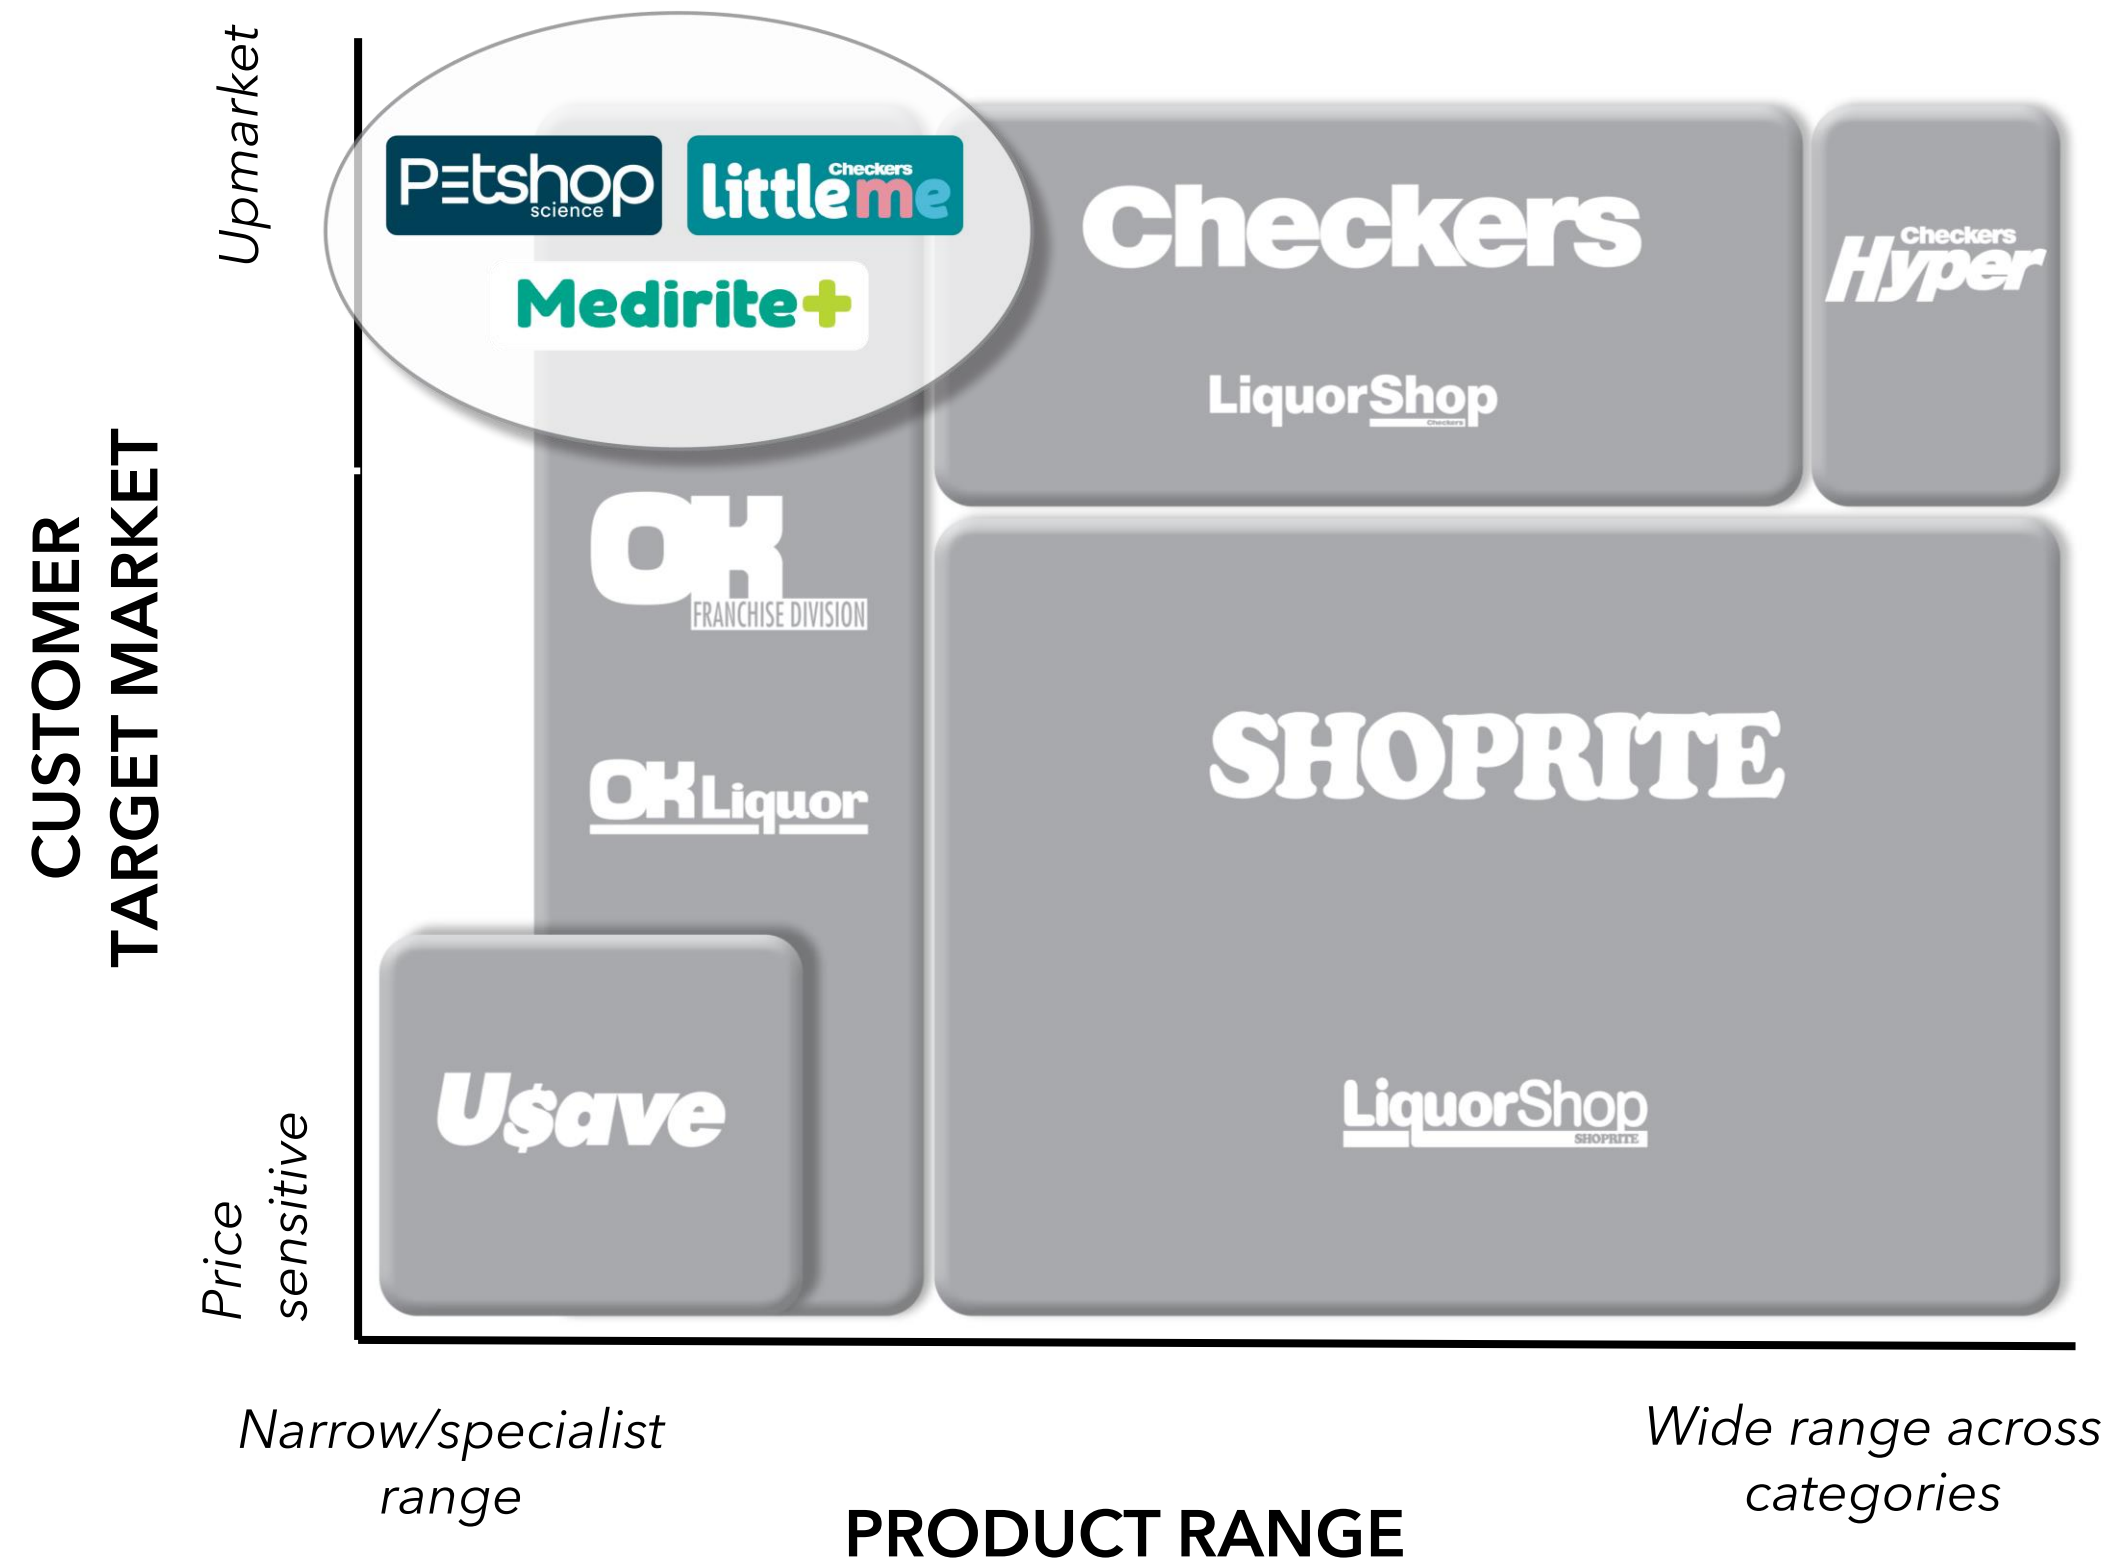 Upmarket
Petshop
science
Checkers
little me
Medirite+
Checkers
LiquorShop
Checkers
Checkers
Hyper
CUSTOMER
TARGET MARKET
OK
FRANCHISE DIVISION
OK Liquor
SHOPRITE
LiquorShop
SHOPRITE
U$ave
Price
sensitive
Narrow/specialist
range
Wide range across
categories
PRODUCT RANGE